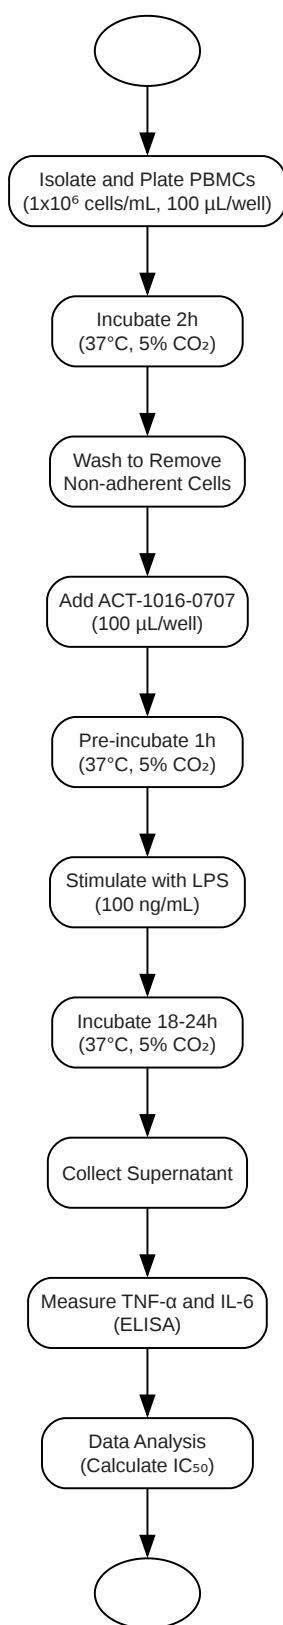 Isolate and Plate PBMCs
(1x10⁶ cells/mL, 100 µL/well)
Incubate 2h
(37°C, 5% CO₂)
Wash to Remove
Non-adherent Cells
Add ACT-1016-0707
(100 µL/well)
Pre-incubate 1h
(37°C, 5% CO₂)
Stimulate with LPS
(100 ng/mL)
Incubate 18-24h
(37°C, 5% CO₂)
Collect Supernatant
Measure TNF-α and IL-6
(ELISA)
Data Analysis
(Calculate IC₅₀)